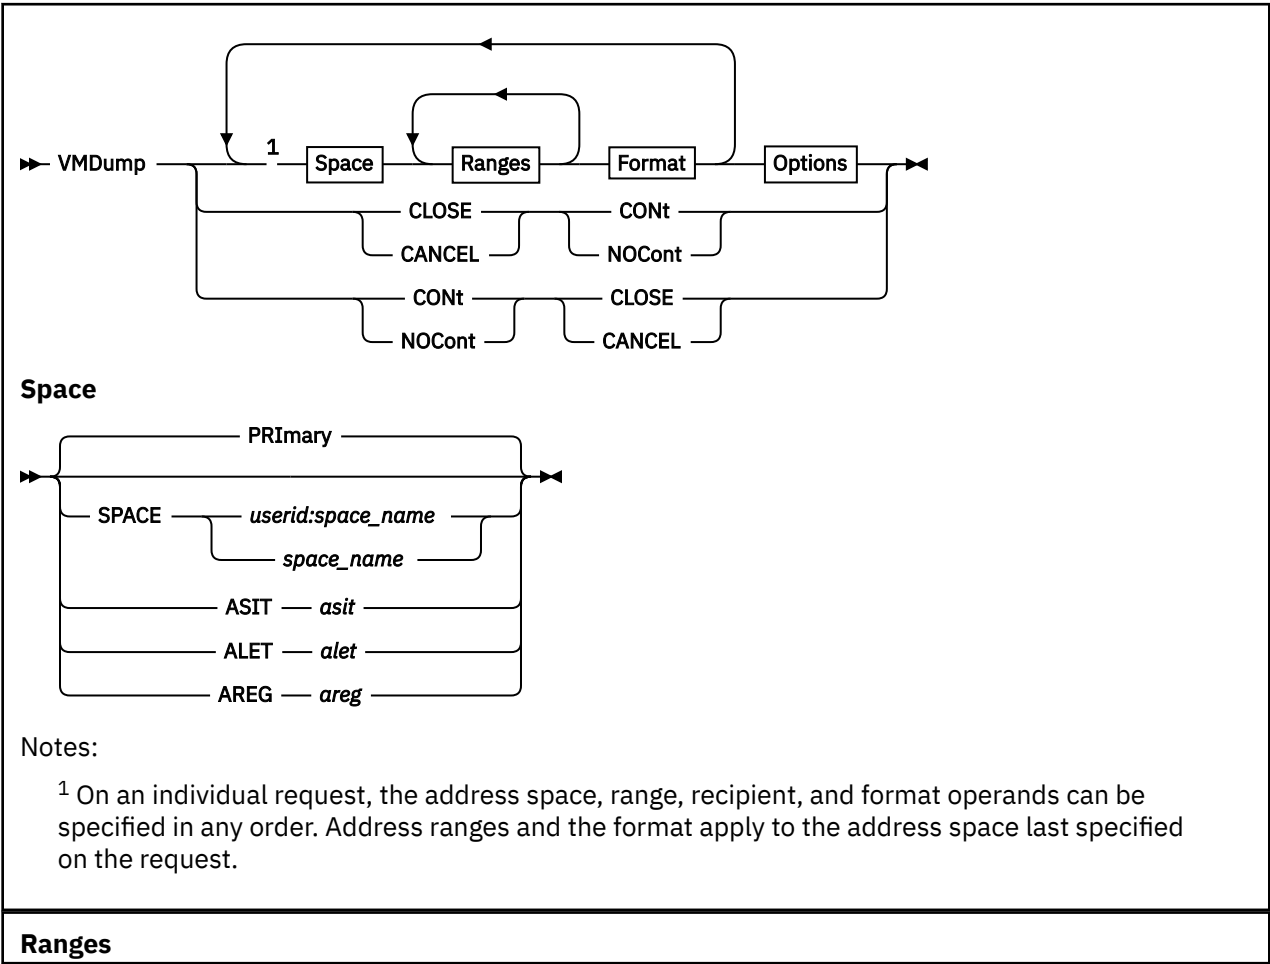 VMDump 1 Space Ranges Format Options
CLOSE CONt
CANCEL NOCont
CONt CLOSE
NOCont CANCEL
Space
PRImary
SPACE userid:space_name
space_name
ASIT asit
ALET alet
AREG areg
Notes:
1 On an individual request, the address space, range, recipient, and format operands can be
specified in any order. Address ranges and the format apply to the address space last specified
on the request.
Ranges